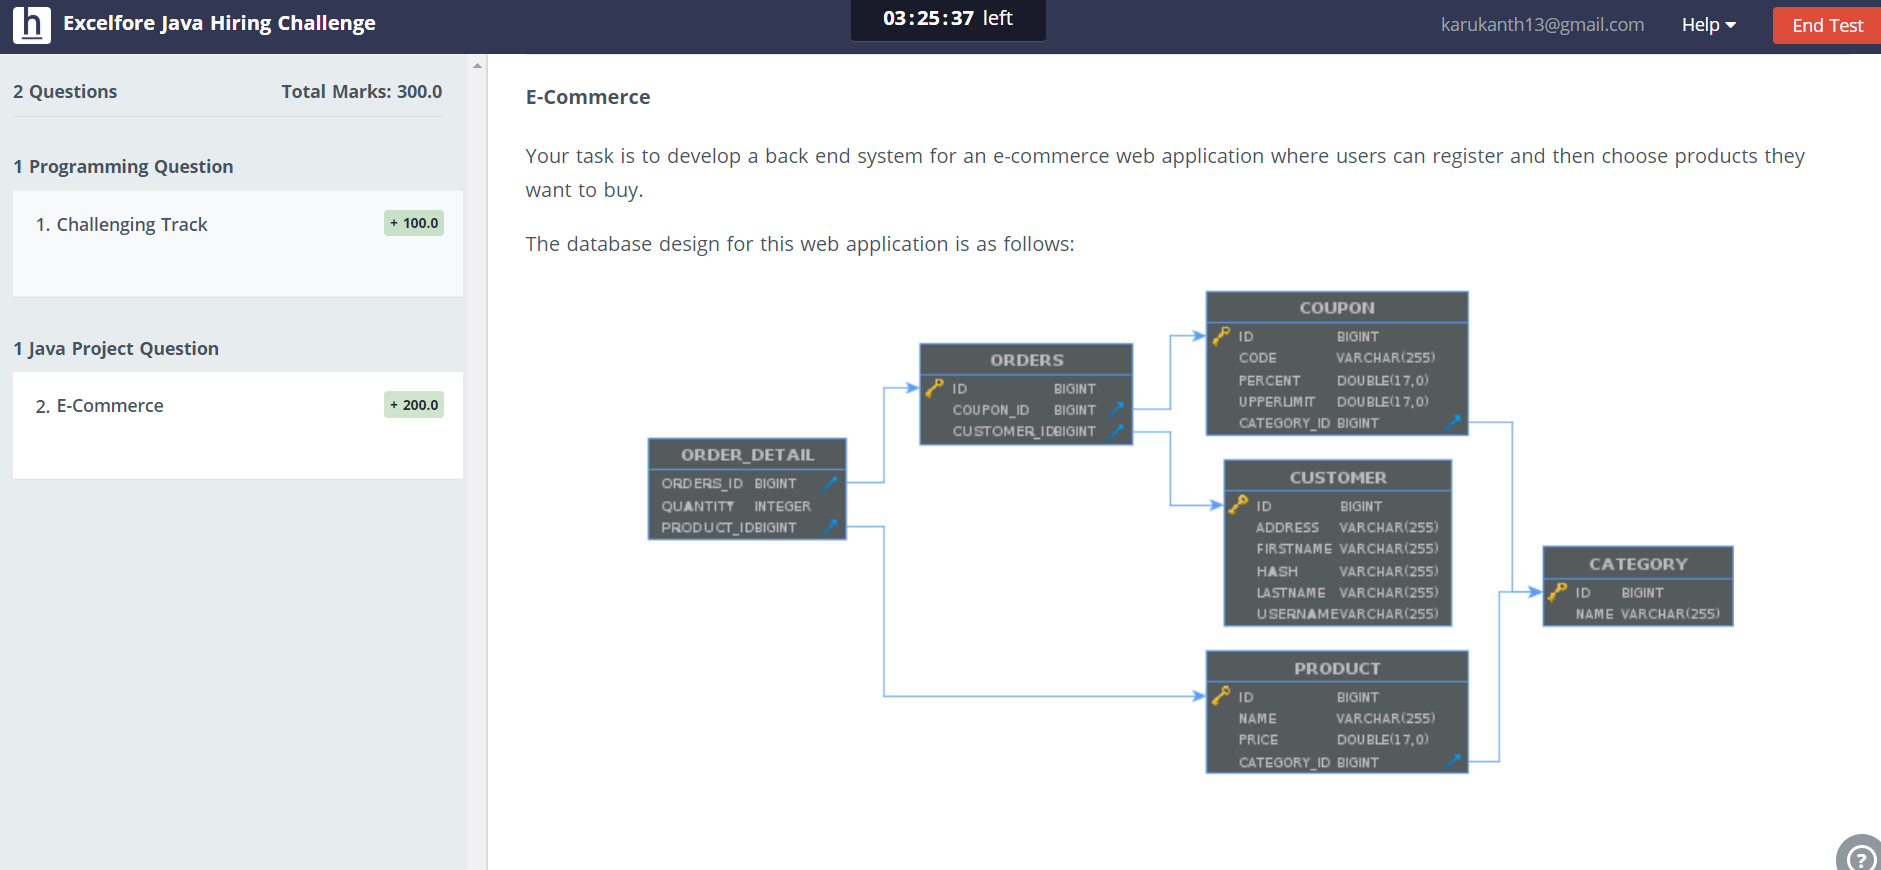 h Excelfore Java Hiring Challenge
03:25:37 left
karukanth13@gmail.com
Help
End Test
2 Questions Total Marks: 300.0
1 Programming Question
1. Challenging Track + 100.0
1 Java Project Question
2. E-Commerce + 200.0
E-Commerce
Your task is to develop a back end system for an e-commerce web application where users can register and then choose products they
want to buy.
The database design for this web application is as follows:
ORDER_DETAIL
ORDERS_ID BIGINT
QUANTITY INTEGER
PRODUCT_IDBIGINT
ORDERS
ID BIGINT
COUPON_ID BIGINT
CUSTOMER_IDBIGINT
COUPON
ID BIGINT
CODE VARCHAR(255)
PERCENT DOUBLE(17,0)
UPPERLIMIT DOUBLE(17,0)
CATEGORY_ID BIGINT
CUSTOMER
ID BIGINT
ADDRESS VARCHAR(255)
FIRSTNAME VARCHAR(255)
HASH VARCHAR(255)
LASTNAME VARCHAR(255)
USERNAMEVARCHAR(255)
PRODUCT
ID BIGINT
NAME VARCHAR(255)
PRICE DOUBLE(17,0)
CATEGORY_ID BIGINT
CATEGORY
ID BIGINT
NAME VARCHAR(255)
?